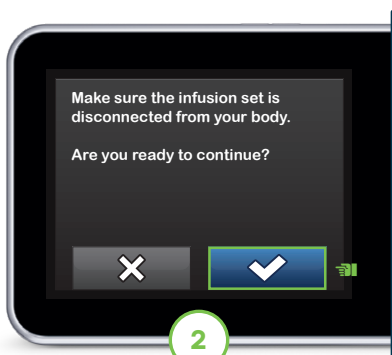 Make sure the infusion set is
disconnected from your body.
Are you ready to continue?
2